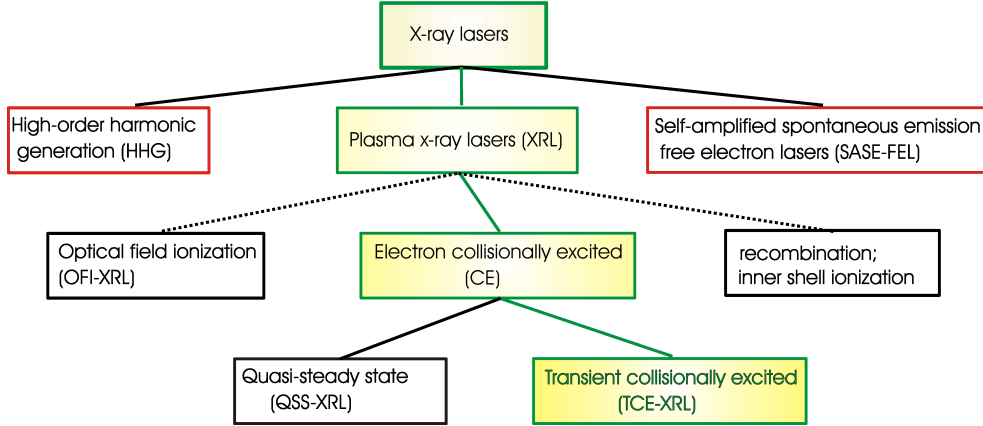 X-ray lasers
High-order harmonic
generation (HHG)
Plasma x-ray lasers (XRL)
Self-amplified spontaneous emission
free electron lasers (SASE-FEL)
Optical field ionization
(OFI-XRL)
Electron collisionally excited
(CE)
recombination;
inner shell ionization
Quasi-steady state
(QSS-XRL)
Transient collisionally excited
(TCE-XRL)